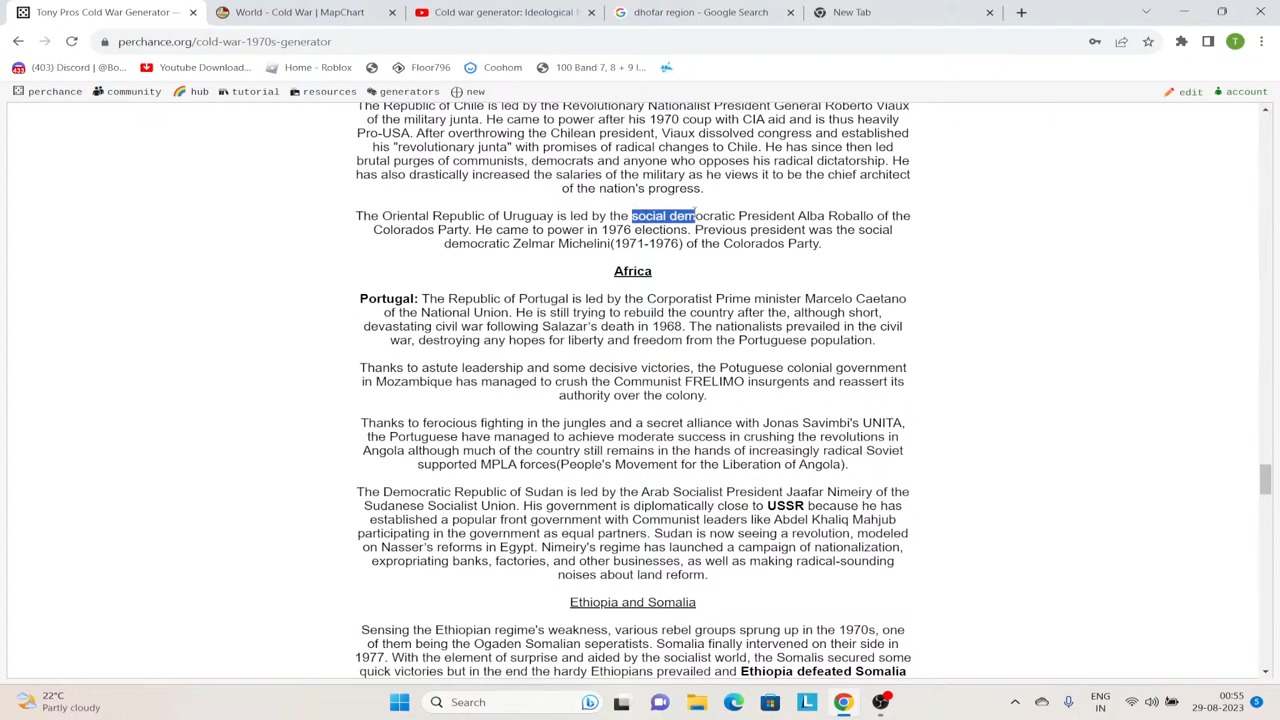 Tony Pros Cold War Generator —
World - Cold War | MapChart
Cold war generator: Ideological
dhofar region - Google Search
New Tab
perchance.org/cold-war-1970s-generator
T
(403) Discord | @Bo...
Youtube Download...
Home - Roblox
Floor796
Coohom
100 Band 7, 8 + 9 I...
perchance
community
hub
tutorial
resources
generators
new
edit
account
The Republic of Chile is led by the Revolutionary Nationalist President General Roberto Viaux
of the military junta. He came to power after his 1970 coup with CIA aid and is thus heavily
Pro-USA. After overthrowing the Chilean president, Viaux dissolved congress and established
his "revolutionary junta" with promises of radical changes to Chile. He has since then led
brutal purges of communists, democrats and anyone who opposes his radical dictatorship. He
has also drastically increased the salaries of the military as he views it to be the chief architect
of the nation's progress.
The Oriental Republic of Uruguay is led by the social democratic President Alba Roballo of the
Colorados Party. He came to power in 1976 elections. Previous president was the social
democratic Zelmar Michelini(1971-1976) of the Colorados Party.
Africa
Portugal: The Republic of Portugal is led by the Corporatist Prime minister Marcelo Caetano
of the National Union. He is still trying to rebuild the country after the, although short,
devastating civil war following Salazar's death in 1968. The nationalists prevailed in the civil
war, destroying any hopes for liberty and freedom from the Portuguese population.
Thanks to astute leadership and some decisive victories, the Potuguese colonial government
in Mozambique has managed to crush the Communist FRELIMO insurgents and reassert its
authority over the colony.
Thanks to ferocious fighting in the jungles and a secret alliance with Jonas Savimbi's UNITA,
the Portuguese have managed to achieve moderate success in crushing the revolutions in
Angola although much of the country still remains in the hands of increasingly radical Soviet
supported MPLA forces(People's Movement for the Liberation of Angola).
The Democratic Republic of Sudan is led by the Arab Socialist President Jaafar Nimeiry of the
Sudanese Socialist Union. His government is diplomatically close to USSR because he has
established a popular front government with Communist leaders like Abdel Khaliq Mahjub
participating in the government as equal partners. Sudan is now seeing a revolution, modeled
on Nasser's reforms in Egypt. Nimeiry's regime has launched a campaign of nationalization,
expropriating banks, factories, and other businesses, as well as making radical-sounding
noises about land reform.
Ethiopia and Somalia
Sensing the Ethiopian regime's weakness, various rebel groups sprung up in the 1970s, one
of them being the Ogaden Somalian seperatists. Somalia finally intervened on their side in
1977. With the element of surprise and aided by the socialist world, the Somalis secured some
quick victories but in the end the hardy Ethiopians prevailed and Ethiopia defeated Somalia
22°C
Partly cloudy
Search
ENG
IN
00:55
29-08-2023
5